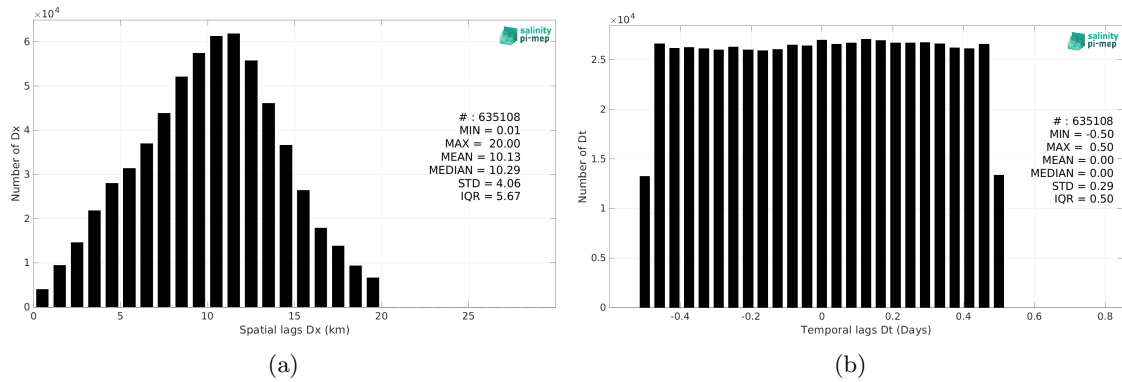 ×10⁴
salinity
pi-mep
6
5
4
3
2
1
0
Number of Dx
# : 635108
MIN = 0.01
MAX = 20.00
MEAN = 10.13
MEDIAN = 10.29
STD = 4.06
IQR = 5.67
0 5 10 15 20 25
Spatial lags Dx (km)
(a)
×10⁴
salinity
pi-mep
2.5
2
1.5
1
0.5
0
Number of Dt
# : 635108
MIN = -0.50
MAX = 0.50
MEAN = 0.00
MEDIAN = 0.00
STD = 0.29
IQR = 0.50
-0.4 -0.2 0 0.2 0.4 0.6 0.8
Temporal lags Dt (Days)
(b)